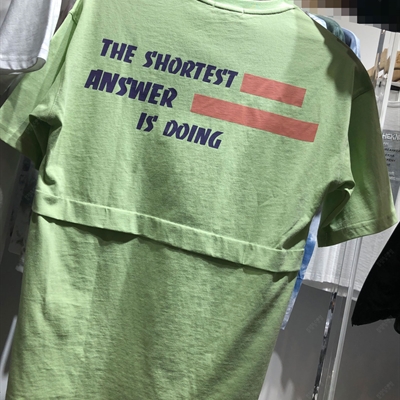 THE SHORTEST
ANSWER
IS DOING